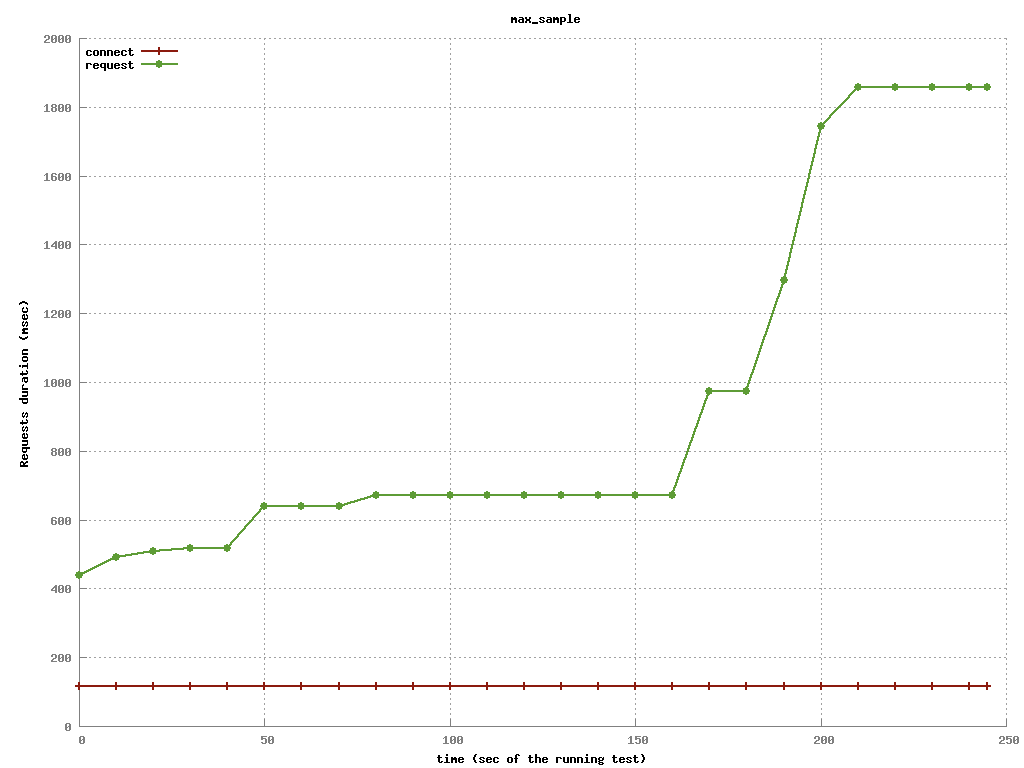 max_sample
2000
connect
request
1800
1600
1400
1200
1000
800
600
400
200
0
Requests duration (msec)
0 50 100 150 200 250
time (sec of the running test)